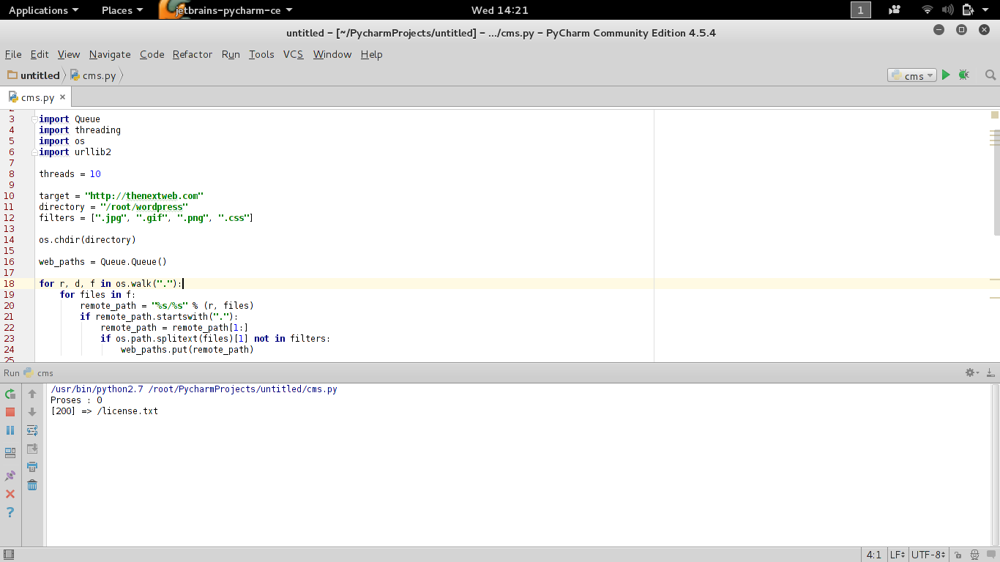 Applications Places jetbrains-pycharm-ce Wed 14:21 1
untitled – [~/PycharmProjects/untitled] – .../cms.py – PyCharm Community Edition 4.5.4
File Edit View Navigate Code Refactor Run Tools VCS Window Help
untitled cms.py cms
cms.py ×
2
3 import Queue
4 import threading
5 import os
6 import urllib2
7
8 threads = 10
9
10 target = "http://thenextweb.com"
11 directory = "/root/wordpress"
12 filters = [".jpg", ".gif", ".png", ".css"]
13
14 os.chdir(directory)
15
16 web_paths = Queue.Queue()
17
18 for r, d, f in os.walk("."):
19 for files in f:
20 remote_path = "%s/%s" % (r, files)
21 if remote_path.startswith("."):
22 remote_path = remote_path[1:]
23 if os.path.splitext(files)[1] not in filters:
24 web_paths.put(remote_path)
25
Run cms
/usr/bin/python2.7 /root/PycharmProjects/untitled/cms.py
Proses : 0
[200] => /license.txt
4:1 LF UTF-8